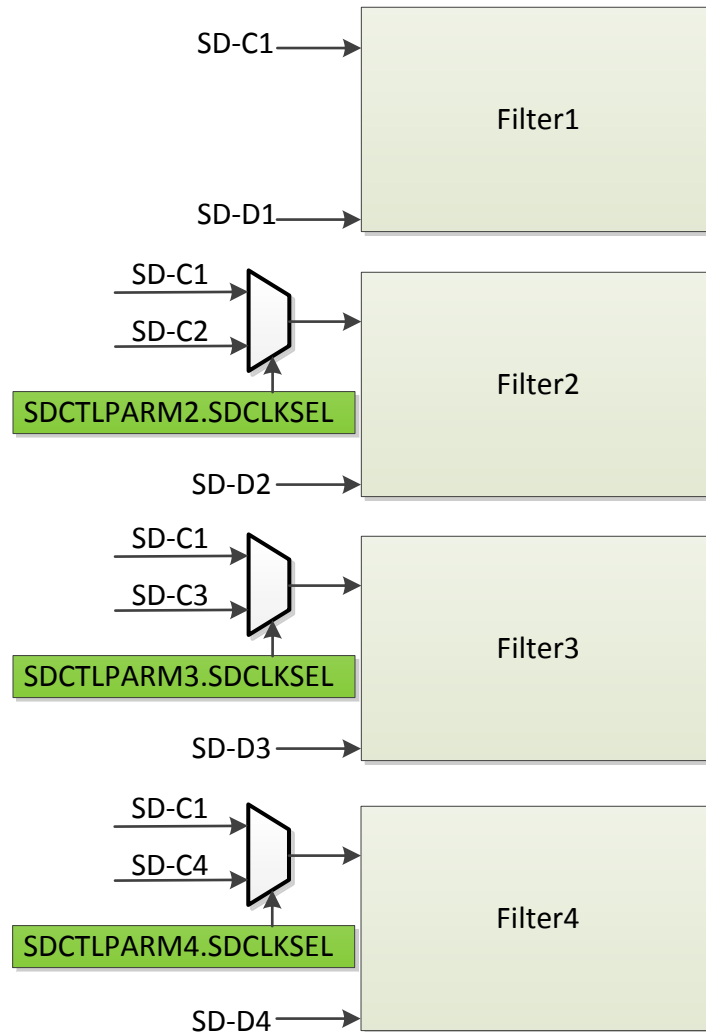 SD-C1
Filter1
SD-D1
SD-C1
SD-C2
SDCTLPARM2.SDCLKSEL
Filter2
SD-D2
SD-C1
SD-C3
SDCTLPARM3.SDCLKSEL
Filter3
SD-D3
SD-C1
SD-C4
SDCTLPARM4.SDCLKSEL
Filter4
SD-D4